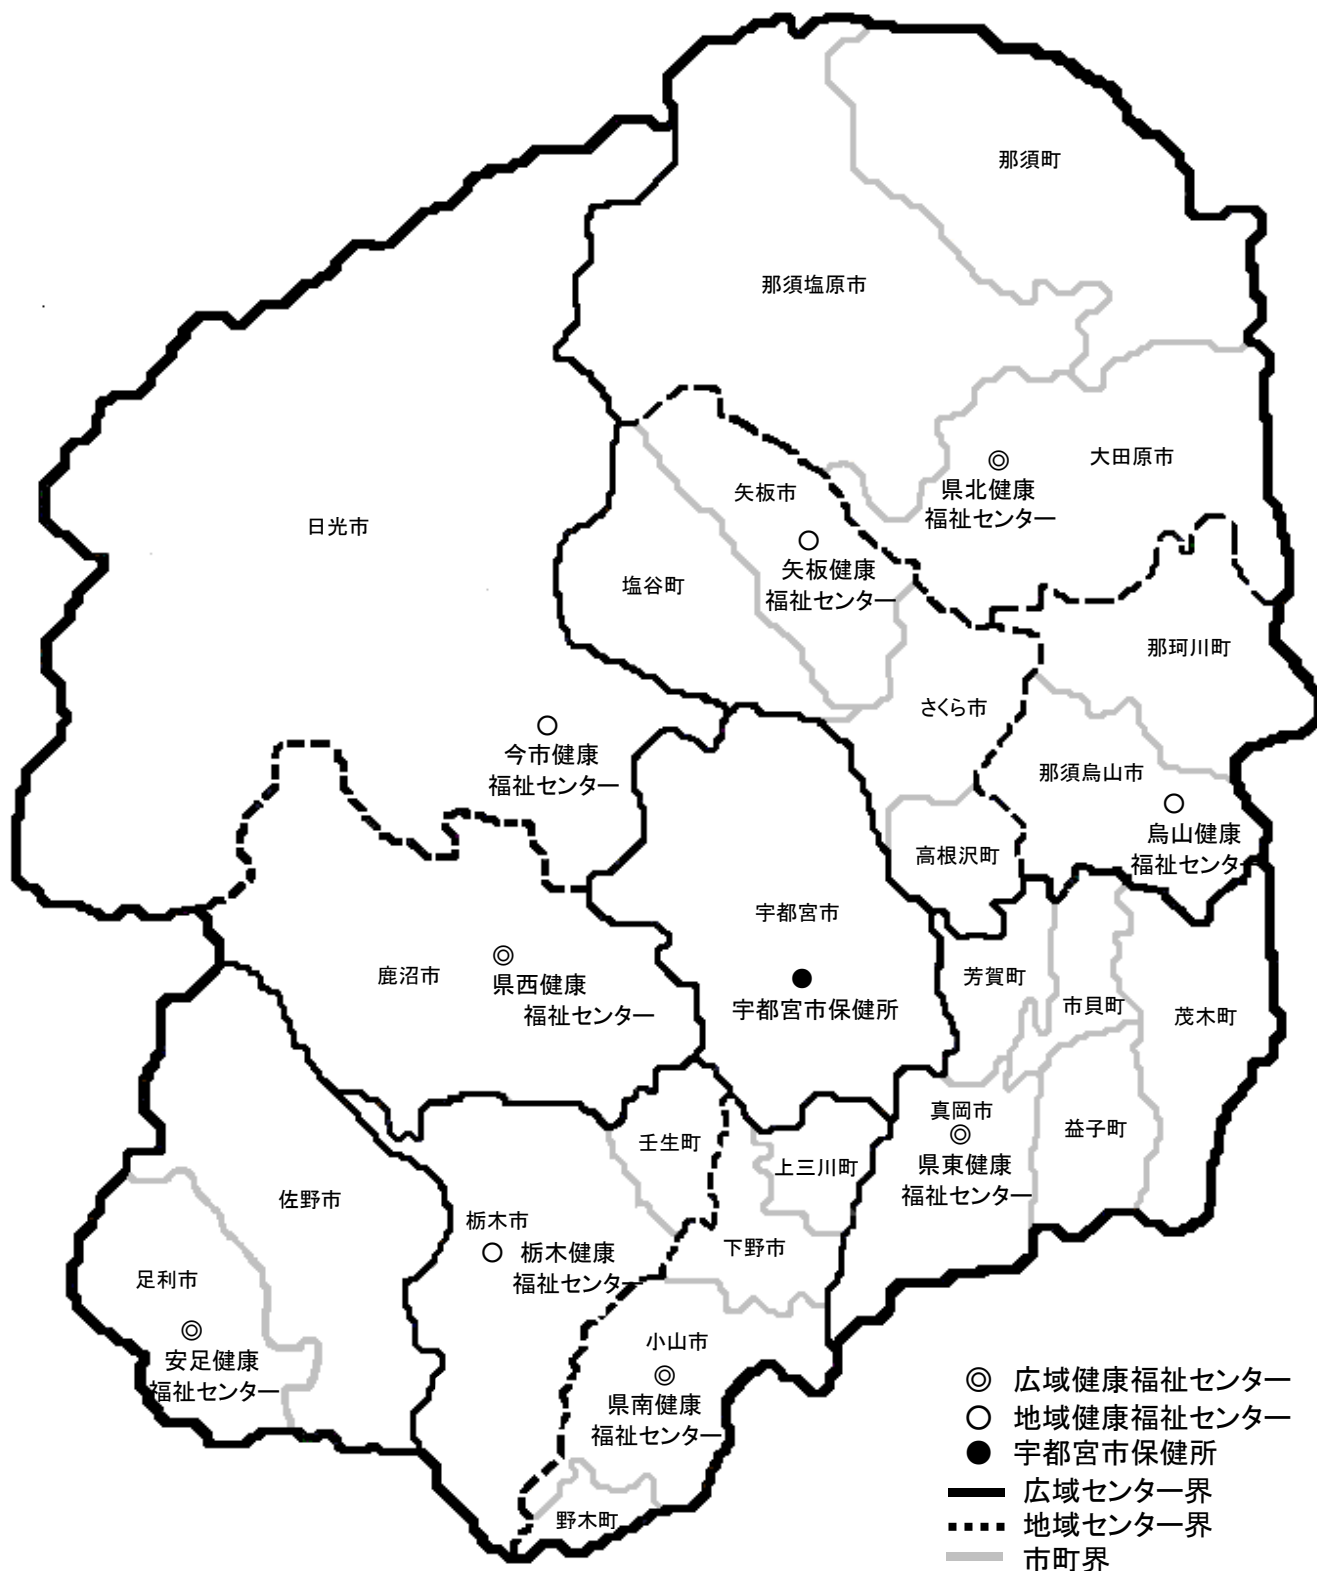 那須町
那須塩原市
大田原市
◎
県北健康
福祉センター
矢板市
○
矢板健康
福祉センター
日光市
塩谷町
那珂川町
さくら市
○
今市健康
福祉センター
那須烏山市
○
烏山健康
福祉センター
高根沢町
宇都宮市
●
宇都宮市保健所
鹿沼市
◎
県西健康
福祉センター
芳賀町
市貝町
茂木町
真岡市
◎
県東健康
福祉センター
益子町
壬生町
上三川町
佐野市
栃木市
○ 栃木健康
福祉センター
下野市
足利市
◎
安足健康
福祉センター
小山市
◎
県南健康
福祉センター
野木町
◎ 広域健康福祉センター
○ 地域健康福祉センター
● 宇都宮市保健所
広域センター界
地域センター界
市町界